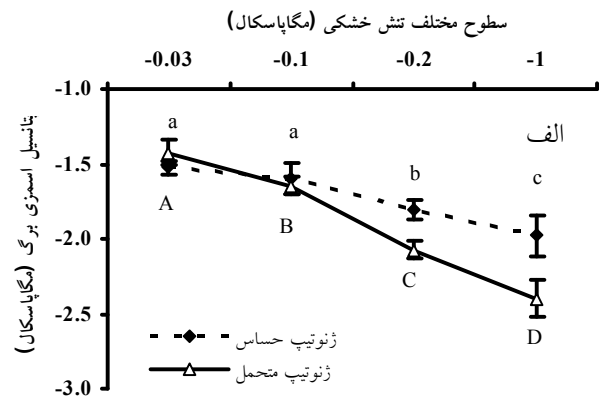 سطوح مختلف تنش خشکی (مگاپاسکال)
-0.03 -0.1 -0.2 -1
پتانسیل اسمزی برگ (مگاپاسکال)
-1.0
-1.5
-2.0
-2.5
-3.0
الف
a a b c
A B C D
ژنوتیپ حساس
ژنوتیپ متحمل